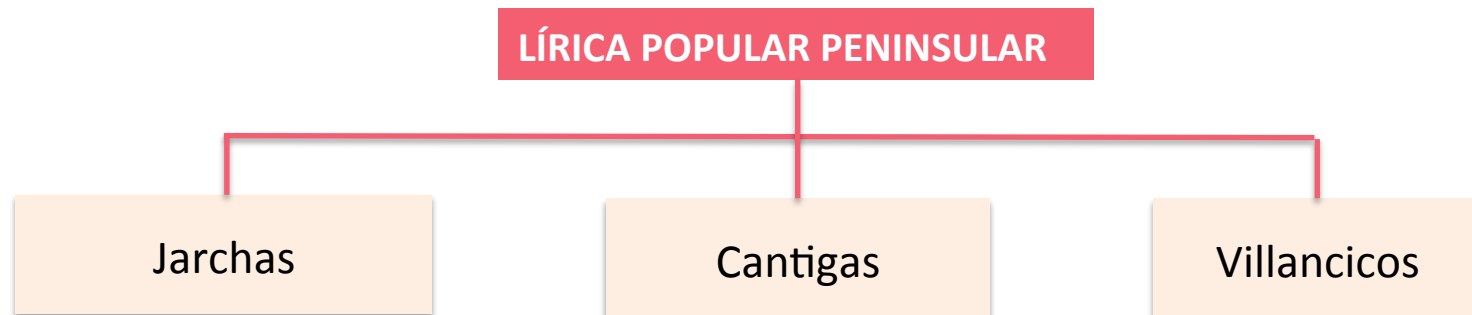 LÍRICA POPULAR PENINSULAR
Jarchas
Cantigas
Villancicos